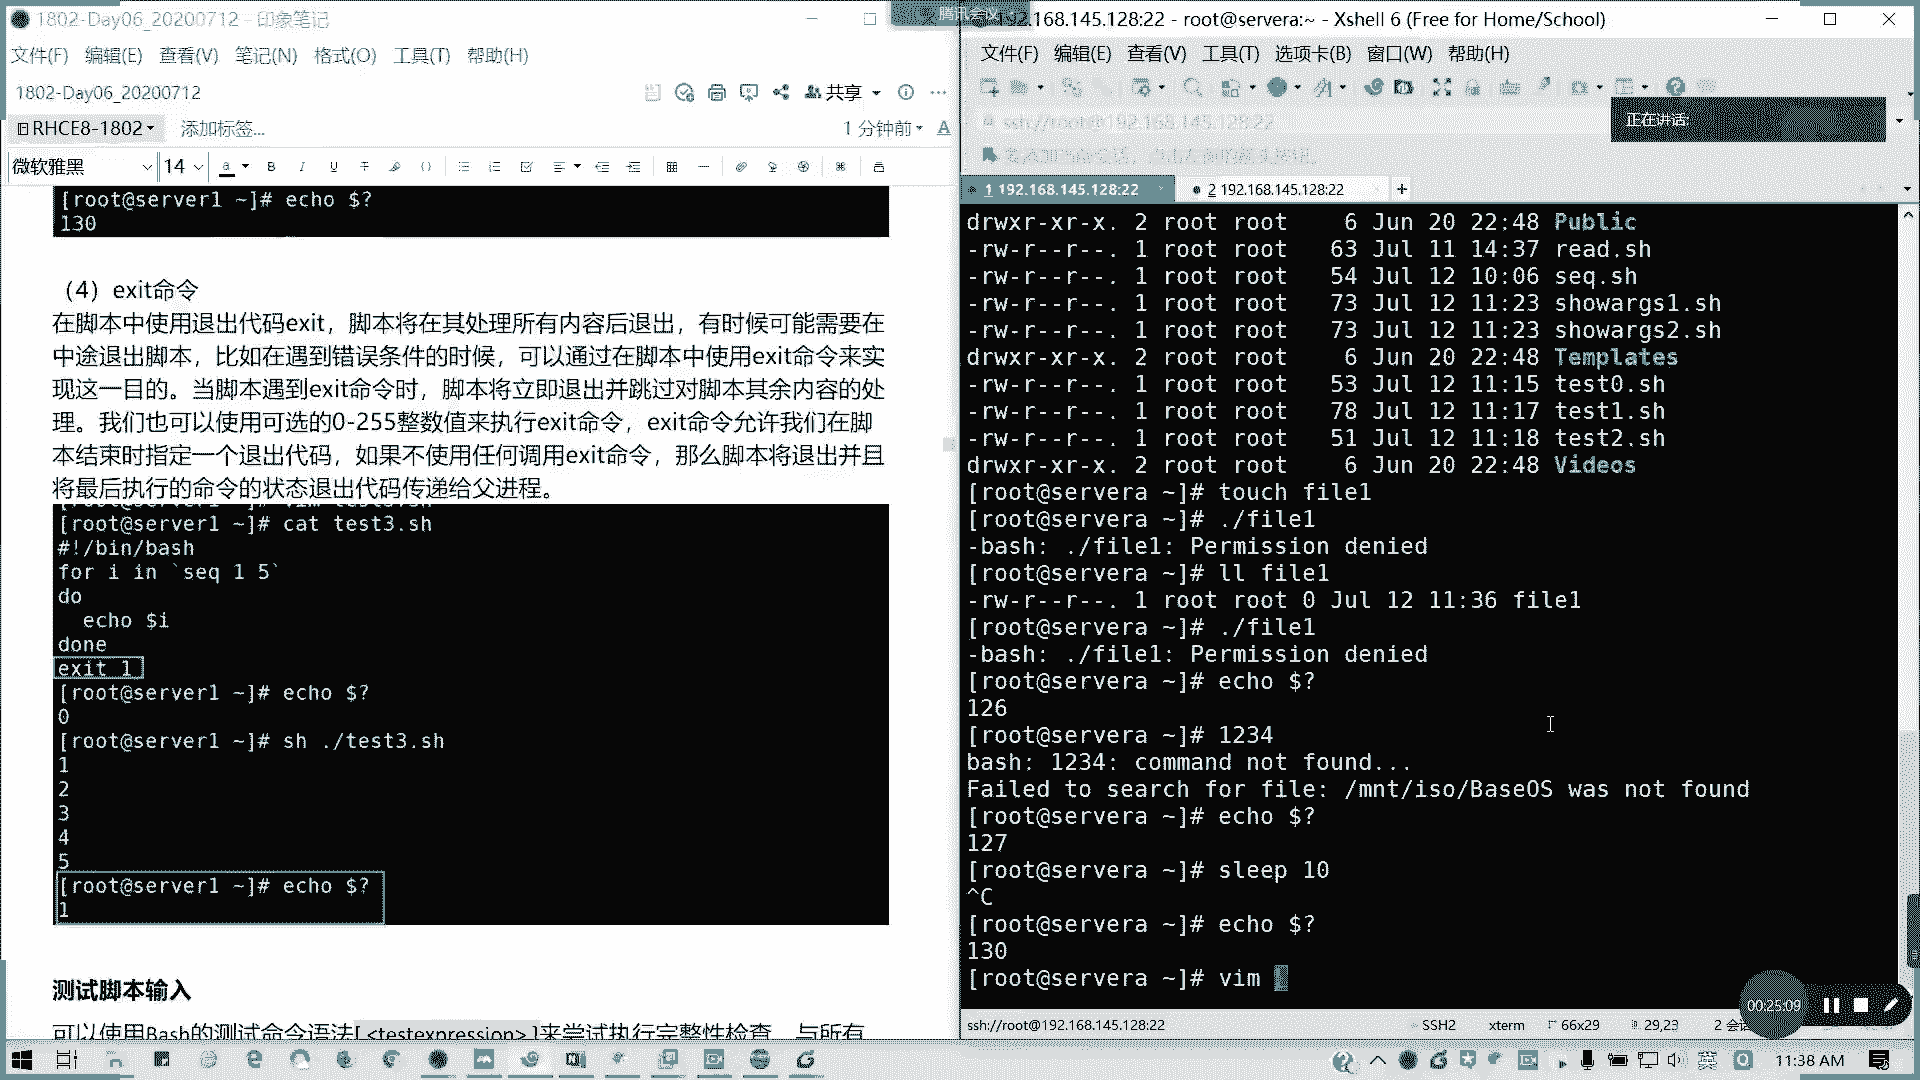 1802-Day06_20200712 - 印象笔记
文件(F) 编辑(E) 查看(V) 笔记(N) 格式(O) 工具(T) 帮助(H)
1802-Day06_20200712
共享
RHCE8-1802
添加标签...
1 分钟前
微软雅黑
14
[root@server1 ~]# echo $?
130
（4）exit命令
在脚本中使用退出代码exit，脚本将在其处理所有内容后退出，有时候可能需要在
中途退出脚本，比如在遇到错误条件的时候，可以通过在脚本中使用exit命令来实
现这一目的。当脚本遇到exit命令时，脚本将立即退出并跳过对脚本其余内容的处
理。我们也可以使用可选的0-255整数值来执行exit命令，exit命令允许我们在脚
本结束时指定一个退出代码，如果不使用任何调用exit命令，那么脚本将退出并且
将最后执行的命令的状态退出代码传递给父进程。
[root@server1 ~]# cat test3.sh
#!/bin/bash
for i in `seq 1 5`
do
echo $i
done
exit 1
[root@server1 ~]# echo $?
0
[root@server1 ~]# sh ./test3.sh
1
2
3
4
5
[root@server1 ~]# echo $?
1
测试脚本输入
可以使用Bash的测试命令语法[ <testexpression> ]来尝试执行完整性检查，与所有
腾讯会议
192.168.145.128:22 - root@servera:~ - Xshell 6 (Free for Home/School)
文件(F) 编辑(E) 查看(V) 工具(T) 选项卡(B) 窗口(W) 帮助(H)
ssh://root@192.168.145.128:22
正在讲话:
要添加当前会话，点击左侧的箭头按钮。
1 192.168.145.128:22
2 192.168.145.128:22
drwxr-xr-x. 2 root root 6 Jun 20 22:48 Public
-rw-r--r--. 1 root root 63 Jul 11 14:37 read.sh
-rw-r--r--. 1 root root 54 Jul 12 10:06 seq.sh
-rw-r--r--. 1 root root 73 Jul 12 11:23 showargs1.sh
-rw-r--r--. 1 root root 73 Jul 12 11:23 showargs2.sh
drwxr-xr-x. 2 root root 6 Jun 20 22:48 Templates
-rw-r--r--. 1 root root 53 Jul 12 11:15 test0.sh
-rw-r--r--. 1 root root 78 Jul 12 11:17 test1.sh
-rw-r--r--. 1 root root 51 Jul 12 11:18 test2.sh
drwxr-xr-x. 2 root root 6 Jun 20 22:48 Videos
[root@servera ~]# touch file1
[root@servera ~]# ./file1
-bash: ./file1: Permission denied
[root@servera ~]# ll file1
-rw-r--r--. 1 root root 0 Jul 12 11:36 file1
[root@servera ~]# ./file1
-bash: ./file1: Permission denied
[root@servera ~]# echo $?
126
[root@servera ~]# 1234
bash: 1234: command not found...
Failed to search for file: /mnt/iso/BaseOS was not found
[root@servera ~]# echo $?
127
[root@servera ~]# sleep 10
^C
[root@servera ~]# echo $?
130
[root@servera ~]# vim
00:25:09
ssh://root@192.168.145.128:22
SSH2
xterm
66x29
29,23
2 会
英
11:38 AM